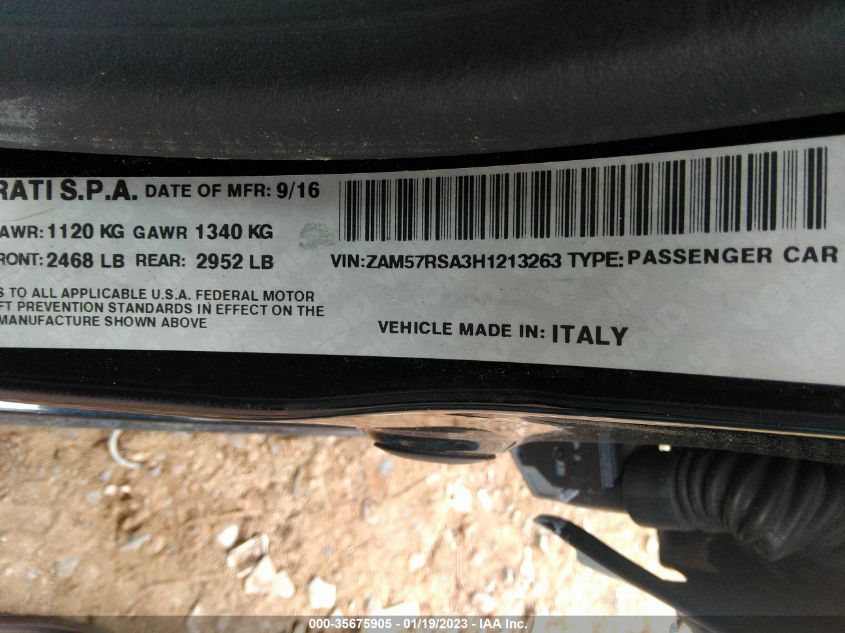 RATI S.P.A. DATE OF MFR: 9/16
AWR: 1120 KG GAWR 1340 KG
RONT: 2468 LB REAR: 2952 LB
VIN:ZAM57RSA3H1213263 TYPE: PASSENGER CAR
S TO ALL APPLICABLE U.S.A. FEDERAL MOTOR
FT PREVENTION STANDARDS IN EFFECT ON THE
MANUFACTURE SHOWN ABOVE
VEHICLE MADE IN: ITALY
000-35675905 - 01/19/2023 - IAA Inc.